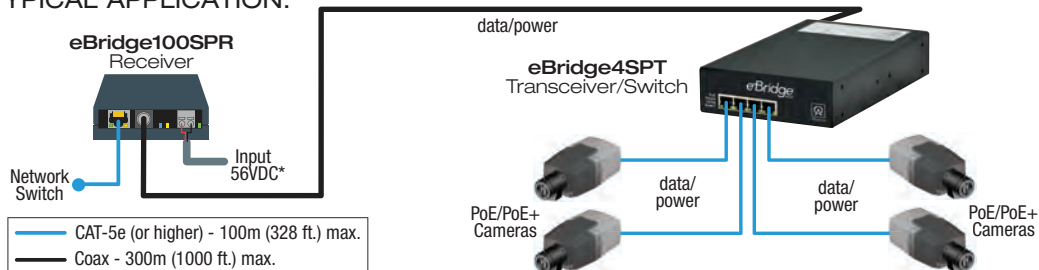 YPICAL APPLICATION:
data/power
eBridge100SPR
Receiver
eBridge4SPT
Transceiver/Switch
eBridge
Input
56VDC*
Network
Switch
data/
power
data/
power
PoE/PoE+
Cameras
PoE/PoE+
Cameras
CAT-5e (or higher) - 100m (328 ft.) max.
Coax - 300m (1000 ft.) max.